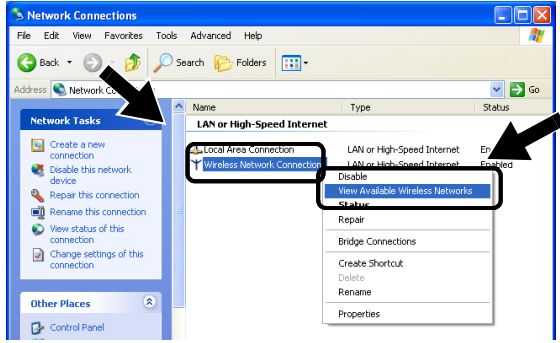 Network Connections
File Edit View Favorites Tools Advanced Help
Back Search Folders
Address Network Go
Name Type Status
Network Tasks
LAN or High-Speed Internet
Create a new
connection
Disable this network
device
Repair this connection
Rename this connection
View status of this
connection
Change settings of this
connection
Local Area Connection LAN or High-Speed Internet
Wireless Network Connection LAN or High-Speed Internet Enabled
Disable
View Available Wireless Networks
Status
Repair
Bridge Connections
Create Shortcut
Delete
Rename
Properties
Other Places
Control Panel